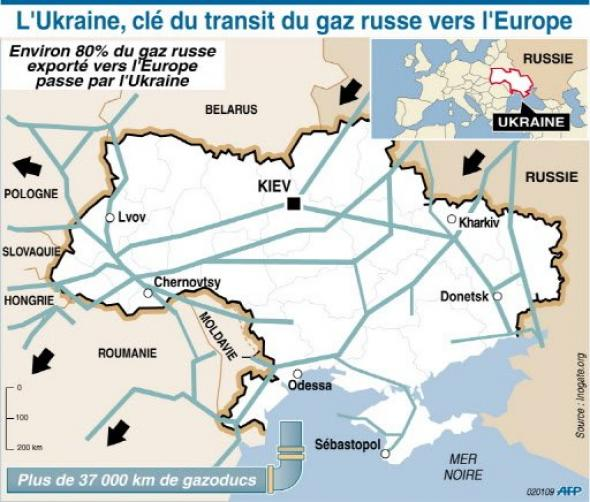 L'Ukraine, clé du transit du gaz russe vers l'Europe
Environ 80% du gaz russe
exporté vers l'Europe
passe par l'Ukraine
RUSSIE
UKRAINE
BELARUS
RUSSIE
POLOGNE
KIEV
Lvov
Kharkiv
SLOVAQUIE
Chernovtsy
HONGRIE
Donetsk
MOLDAVIE
ROUMANIE
Odessa
0
100
200 km
Sébastopol
MER
NOIRE
Plus de 37 000 km de gazoducs
Source : Inogate.org
020109 AFP